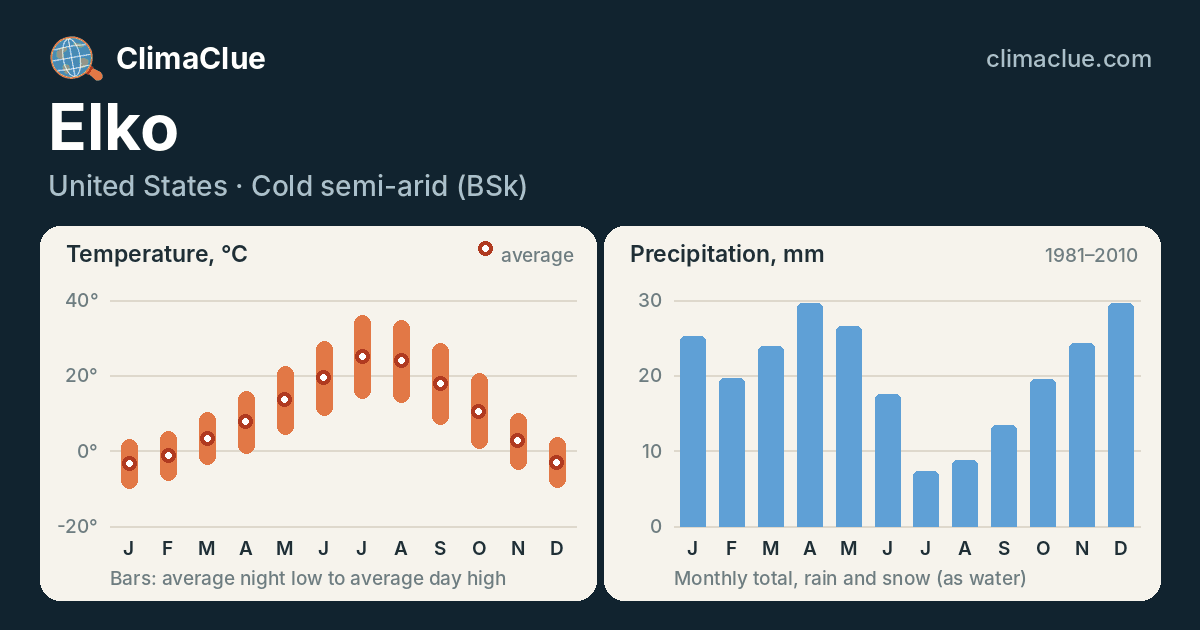 ClimaClue
climaclue.com
Elko
United States · Cold semi-arid (BSk)
Temperature, °C
average
40°
20°
0°
-20°
J F M A M J J A S O N D
Bars: average night low to average day high
Precipitation, mm
1981–2010
30
20
10
0
J F M A M J J A S O N D
Monthly total, rain and snow (as water)